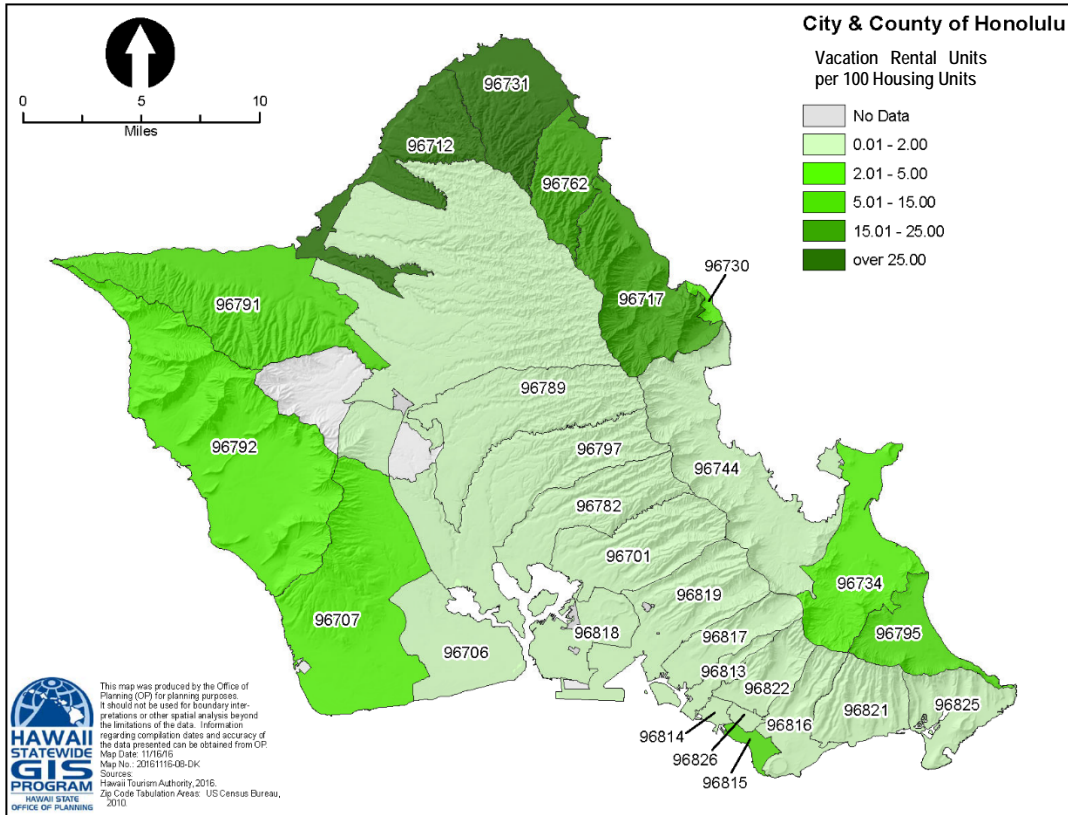 City & County of Honolulu
Vacation Rental Units
per 100 Housing Units
No Data
0.01 - 2.00
2.01 - 5.00
5.01 - 15.00
15.01 - 25.00
over 25.00
0 5 10
Miles
96731
96712
96762
96730
96717
96791
96789
96792
96797
96744
96782
96701
96734
96819
96707
96818
96795
96706
96817
96813
96822
96825
96821
96816
96814
96826
96815
HAWAII
STATEWIDE
GIS
PROGRAM
HAWAII STATE
OFFICE OF PLANNING
This map was produced by the Office of
Planning (OP) for planning purposes.
It should not be used for boundary inter-
pretations or other spatial analysis beyond
the limitations of the data. Information
regarding compilation dates and accuracy of
the data presented can be obtained from OP.
Map Date: 11/16/16
Map No.: 20161116-08-DK
Sources:
Hawaii Tourism Authority, 2016.
Zip Code Tabulation Areas: US Census Bureau,
2010.